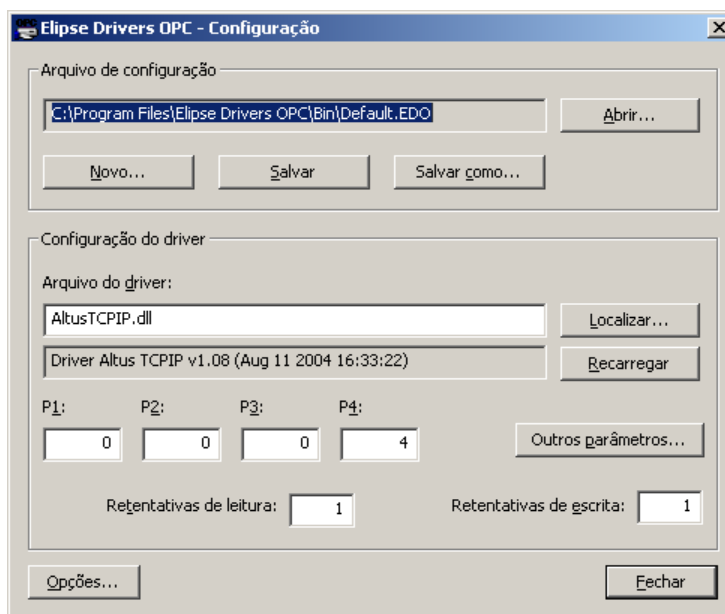 OPC Elipse Drivers OPC - Configuração
Arquivo de configuração
C:\Program Files\Elipse Drivers OPC\Bin\Default.EDO
Abrir...
Novo...
Salvar
Salvar como...
Configuração do driver
Arquivo do driver:
AltusTCPIP.dll
Localizar...
Driver Altus TCPIP v1.08 (Aug 11 2004 16:33:22)
Recarregar
P1: P2: P3: P4:
0 0 0 4
Outros parâmetros...
Retentativas de leitura: 1
Retentativas de escrita: 1
Opções...
Fechar